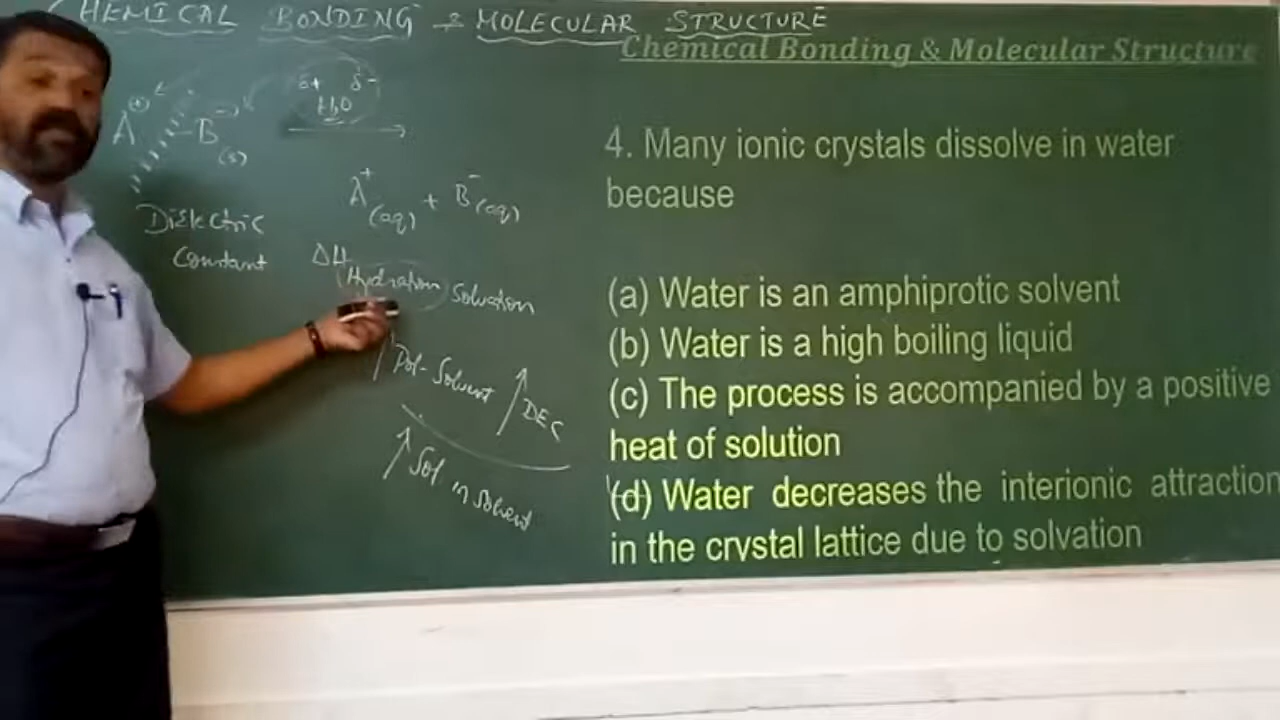 CHEMICAL BONDING & MOLECULAR STRUCTURE
Chemical Bonding & Molecular Structure
δ+ δ-
H₂O
A⁺ B⁻(s)
A⁺(aq) + B⁻(aq)
Dielectric
Constant
ΔH
(Hydration) Solvation
↑ Pol-Solvent ↑ DEC
↑ Sol in Solvent
4. Many ionic crystals dissolve in water
because
(a) Water is an amphiprotic solvent
(b) Water is a high boiling liquid
(c) The process is accompanied by a positive
heat of solution
(d) Water decreases the interionic attraction
in the crystal lattice due to solvation